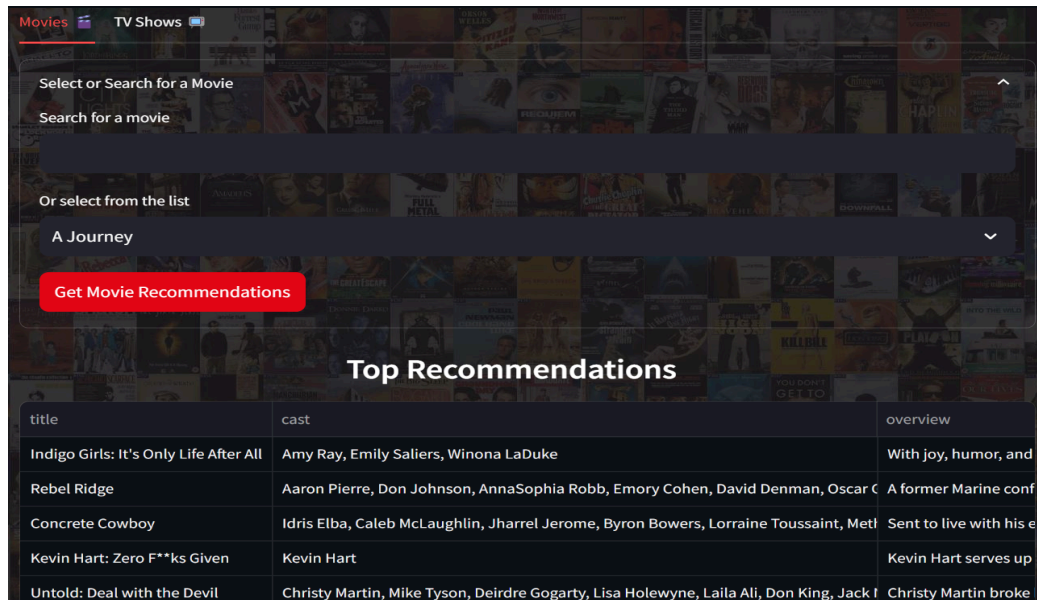 Movies 🎬 TV Shows 📺
Select or Search for a Movie
Search for a movie
Or select from the list
A Journey
Get Movie Recommendations
Top Recommendations
title cast overview
Indigo Girls: It's Only Life After All Amy Ray, Emily Saliers, Winona LaDuke With joy, humor, and
Rebel Ridge Aaron Pierre, Don Johnson, AnnaSophia Robb, Emory Cohen, David Denman, Oscar A former Marine conf
Concrete Cowboy Idris Elba, Caleb McLaughlin, Jharrel Jerome, Byron Bowers, Lorraine Toussaint, Meth Sent to live with his e
Kevin Hart: Zero F**ks Given Kevin Hart Kevin Hart serves up
Untold: Deal with the Devil Christy Martin, Mike Tyson, Deirdre Gogarty, Lisa Holewyne, Laila Ali, Don King, Jack Christy Martin broke